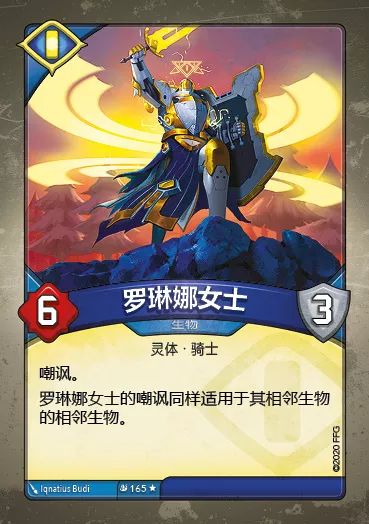 罗琳娜女士
6
3
生物
灵体·骑士
嘲讽。
罗琳娜女士的嘲讽同样适用于其相邻生物
的相邻生物。
©2020 FFG
Ignatius Budi
165 ★